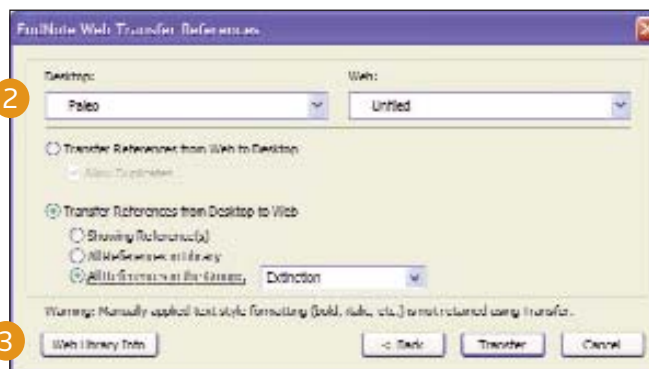 EndNote Web Transfer References
Desktop: Web:
2
Paleo Unfiled
Transfer References from Web to Desktop
Allow Duplicates
Transfer References from Desktop to Web
Showing Reference(s)
All References in Library
All References in the Group: Extinction
Warning: Manually applied text style formatting (bold, italic, etc.) is not retained using Transfer.
3
Web Library Info < Back Transfer Cancel